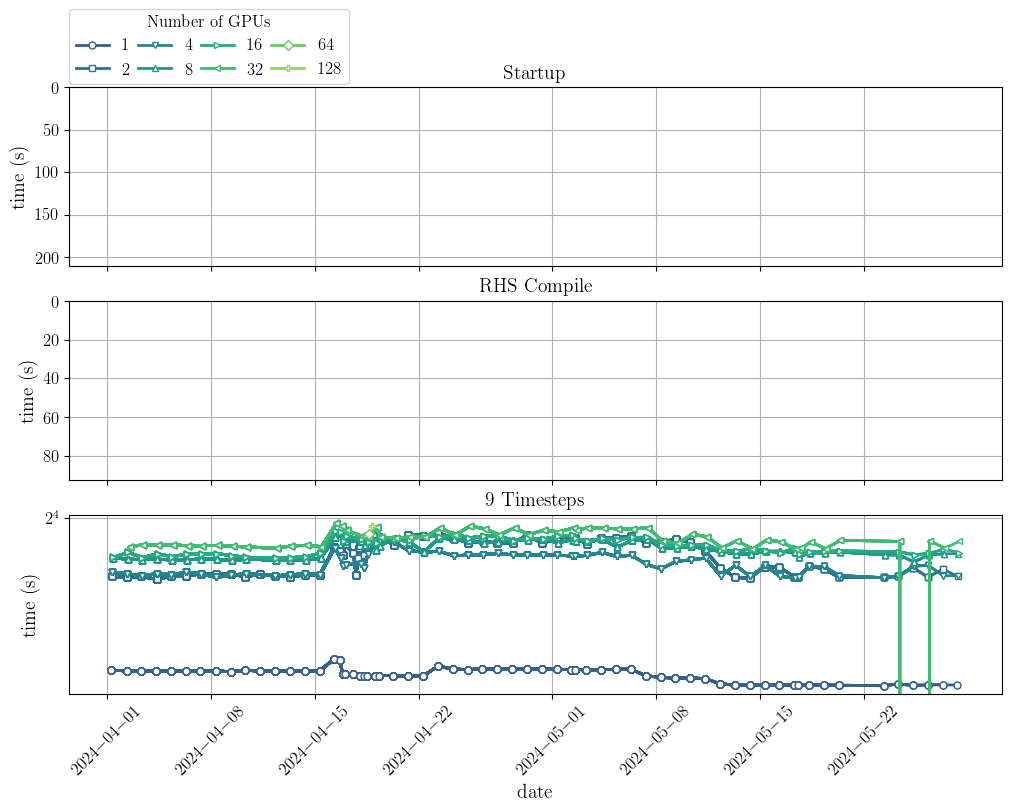 Number of GPUs
1 4 16 64
2 8 32 128
Startup
0
50
100
150
200
time (s)
RHS Compile
0
20
40
60
80
time (s)
9 Timesteps
2⁴
time (s)
2024−04−01 2024−04−08 2024−04−15 2024−04−22 2024−05−01 2024−05−08 2024−05−15 2024−05−22
date